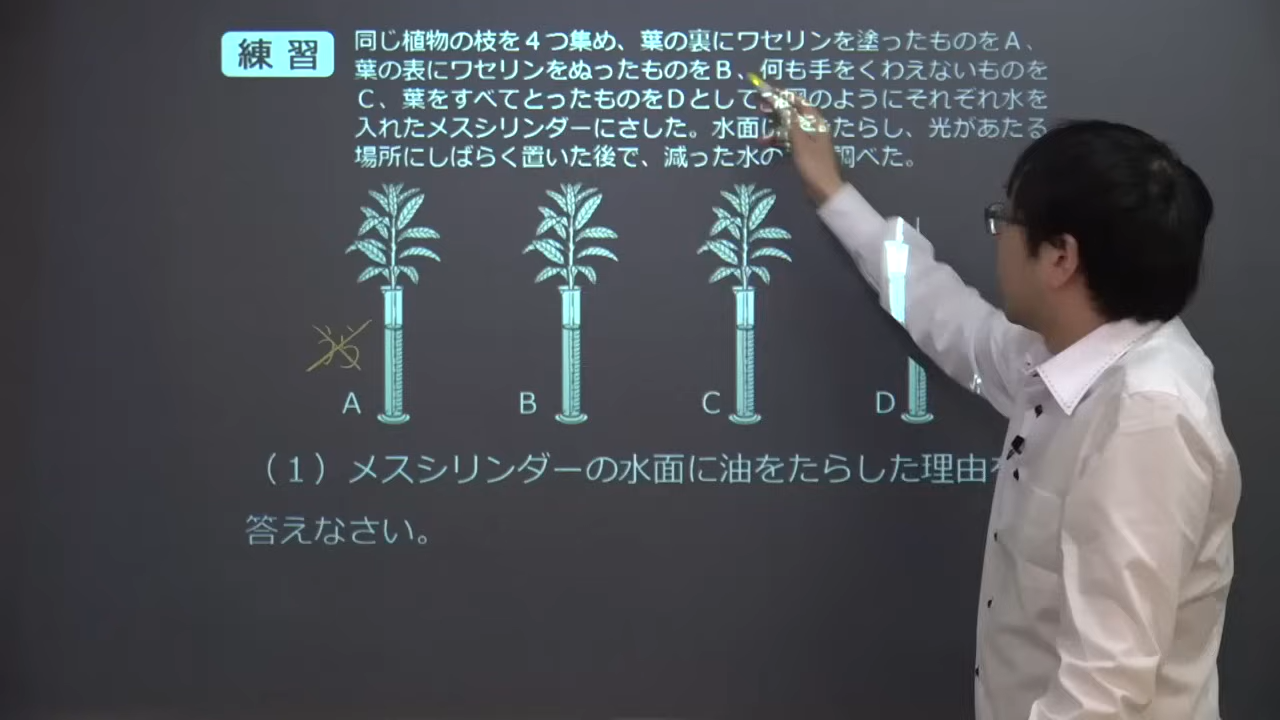 練習
同じ植物の枝を４つ集め、葉の裏にワセリンを塗ったものをＡ、
葉の表にワセリンをぬったものをＢ、何も手をくわえないものを
Ｃ、葉をすべてとったものをＤとして のようにそれぞれ水を
入れたメスシリンダーにさした。水面に たらし、光があたる
場所にしばらく置いた後で、減った水の 調べた。
A B C D
（１）メスシリンダーの水面に油をたらした理由を
答えなさい。